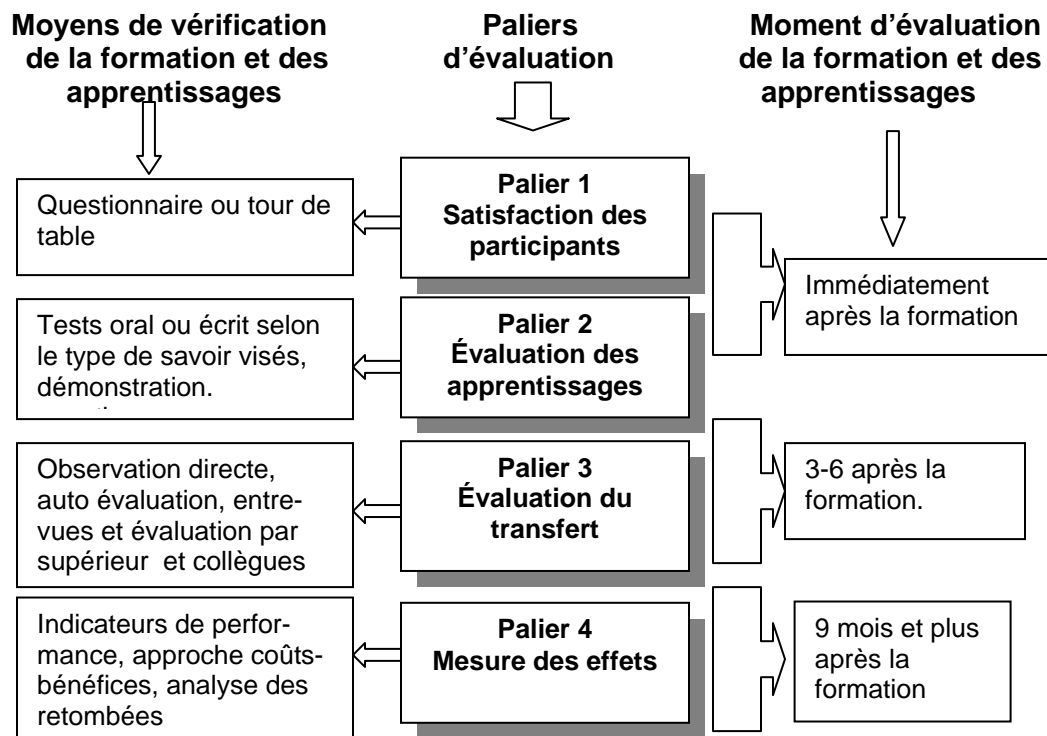 Moyens de vérification
de la formation et des
apprentissages
Paliers
d'évaluation
Moment d'évaluation
de la formation et des
apprentissages
Questionnaire ou tour de
table
Palier 1
Satisfaction des
participants
Immédiatement
après la formation
Tests oral ou écrit selon
le type de savoir visés,
démonstration.
Palier 2
Évaluation des
apprentissages
Observation directe,
auto évaluation, entre-
vues et évaluation par
supérieur et collègues
Palier 3
Évaluation du
transfert
3-6 après la
formation.
Indicateurs de perfor-
mance, approche coûts-
bénéfices, analyse des
retombées
Palier 4
Mesure des effets
9 mois et plus
après la
formation